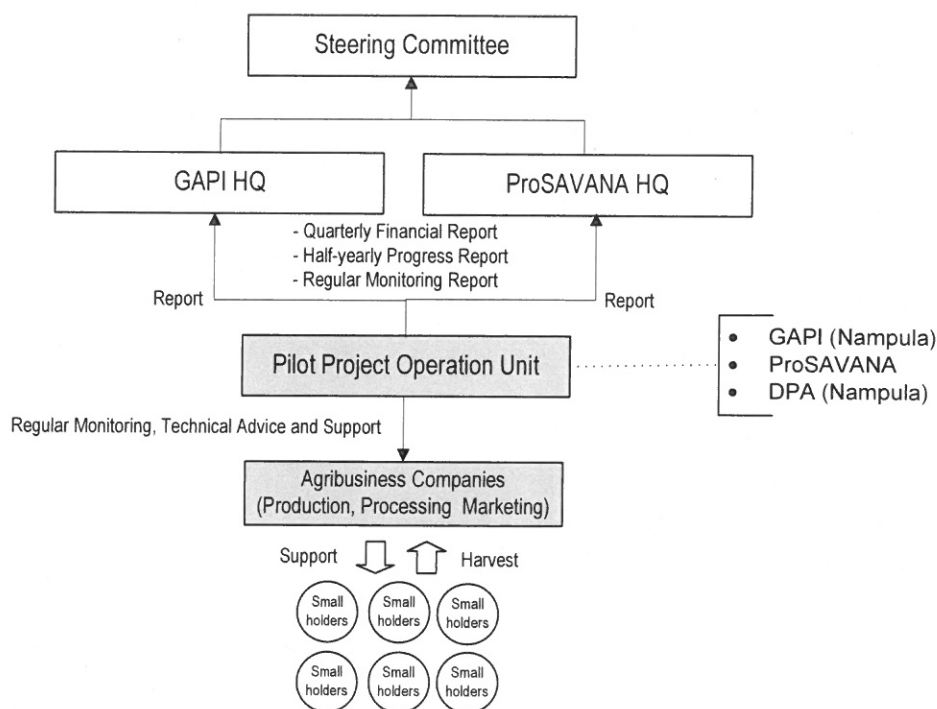 Steering Committee
GAPI HQ
ProSAVANA HQ
- Quarterly Financial Report
- Half-yearly Progress Report
- Regular Monitoring Report
Report
Report
Pilot Project Operation Unit
• GAPI (Nampula)
• ProSAVANA
• DPA (Nampula)
Regular Monitoring, Technical Advice and Support
Agribusiness Companies
(Production, Processing Marketing)
Support
Harvest
Small
holders
Small
holders
Small
holders
Small
holders
Small
holders
Small
holders